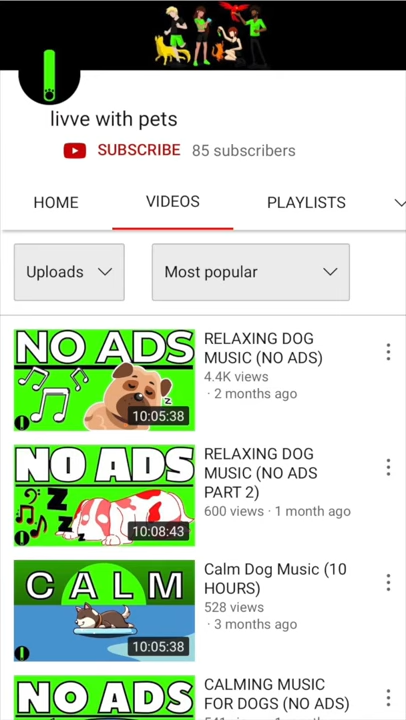 livve with pets
SUBSCRIBE 85 subscribers
HOME VIDEOS PLAYLISTS
Uploads Most popular
NO ADS
z
10:05:38
RELAXING DOG
MUSIC (NO ADS)
4.4K views
· 2 months ago
NO ADS
z
z
z
10:08:43
RELAXING DOG
MUSIC (NO ADS
PART 2)
600 views · 1 month ago
CALM
10:05:38
Calm Dog Music (10
HOURS)
528 views
· 3 months ago
NO ADS
CALMING MUSIC
FOR DOGS (NO ADS)